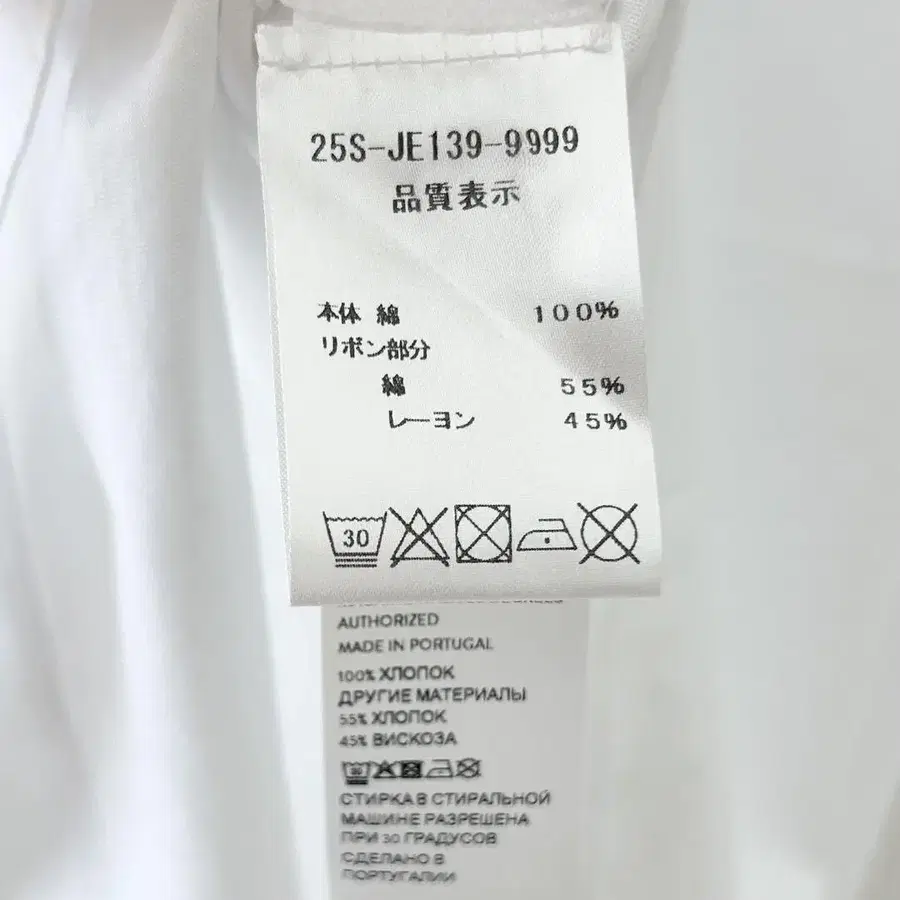 25S-JE139-9999
品質表示
本体 綿 100%
リボン部分
綿 55%
レーヨン 45%
30
AUTHORIZED
MADE IN PORTUGAL
100% ХЛОПОК
ДРУГИЕ МАТЕРИАЛЫ
55% ХЛОПОК
45% ВИСКОЗА
30
СТИРКА В СТИРАЛЬНОЙ
МАШИНЕ РАЗРЕШЕНА
ПРИ 30 ГРАДУСОВ
СДЕЛАНО В
ПОРТУГАЛИИ